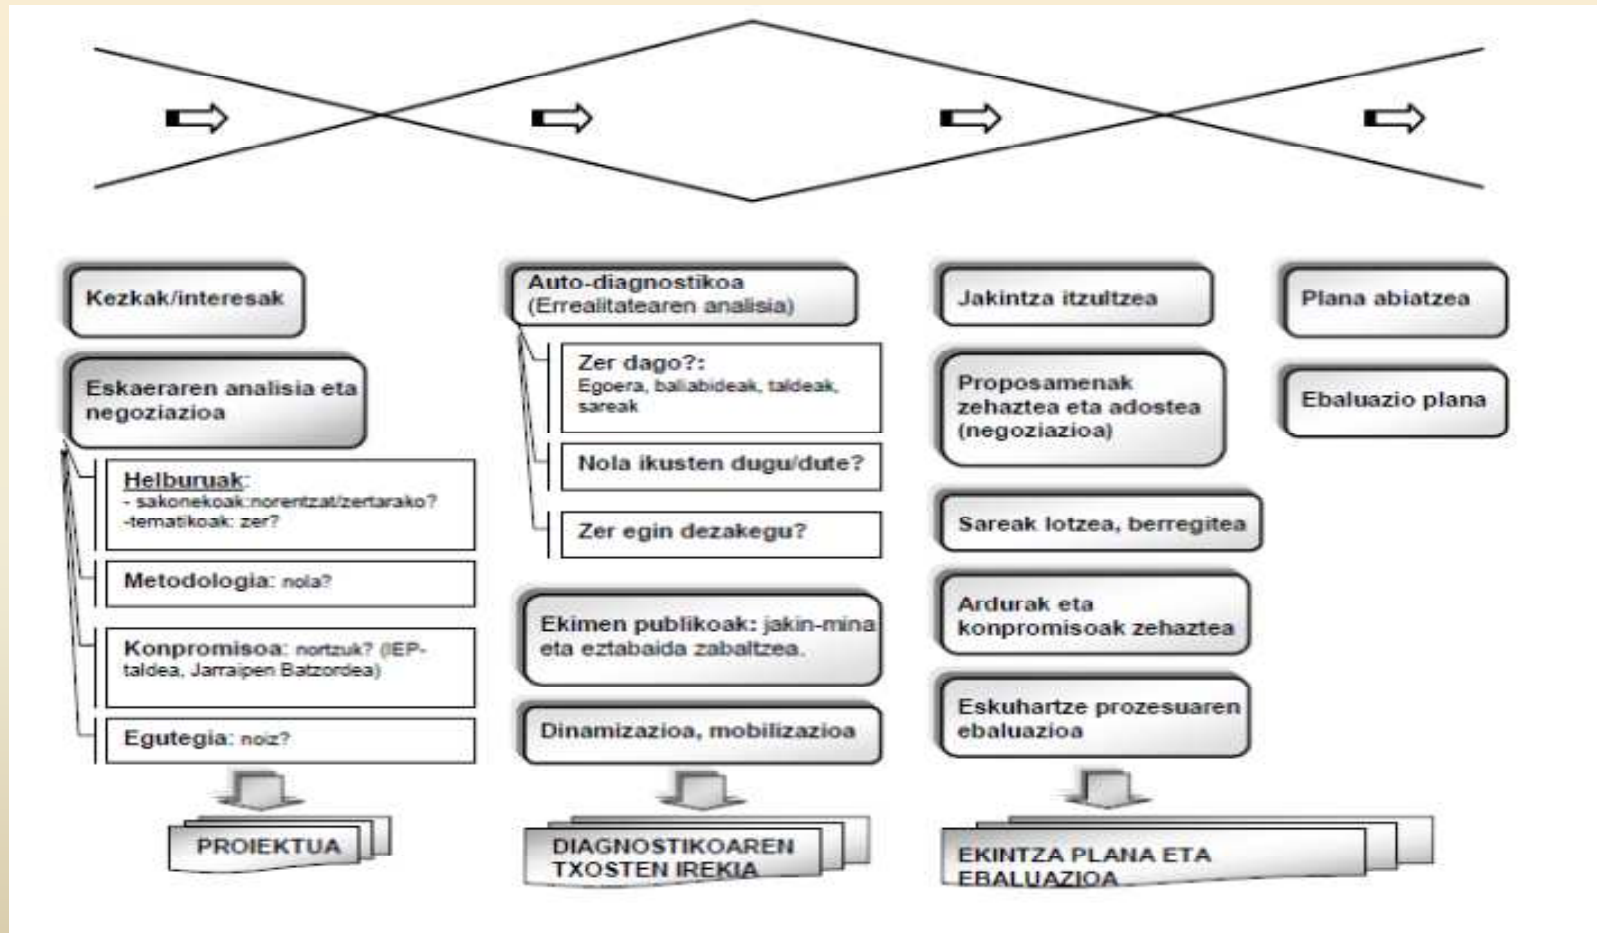 Kezkak/interesak
Eskaeraren analisia eta
negoziazioa
Helburuak:
- sakonekoak:norentzat/zertarako?
-tematikoak: zer?
Metodologia: nola?
Konpromisoa: nortzuk? (IEP-
taldea, Jarraipen Batzordea)
Egutegia: noiz?
PROIEKTUA
Auto-diagnostikoa
(Errealitatearen analisia)
Zer dago?:
Egoera, baliabideak, taldeak,
sareak
Nola ikusten dugu/dute?
Zer egin dezakegu?
Ekimen publikoak: jakin-mina
eta eztabaida zabaltzea.
Dinamizazioa, mobilizazioa
DIAGNOSTIKOAREN
TXOSTEN IREKIA
Jakintza itzultzea
Proposamenak
zehaztea eta adostea
(negoziazioa)
Sareak lotzea, berregitea
Ardurak eta
konpromisoak zehaztea
Eskuhartze prozesuaren
ebaluazioa
EKINTZA PLANA ETA
EBALUAZIOA
Plana abiatzea
Ebaluazio plana